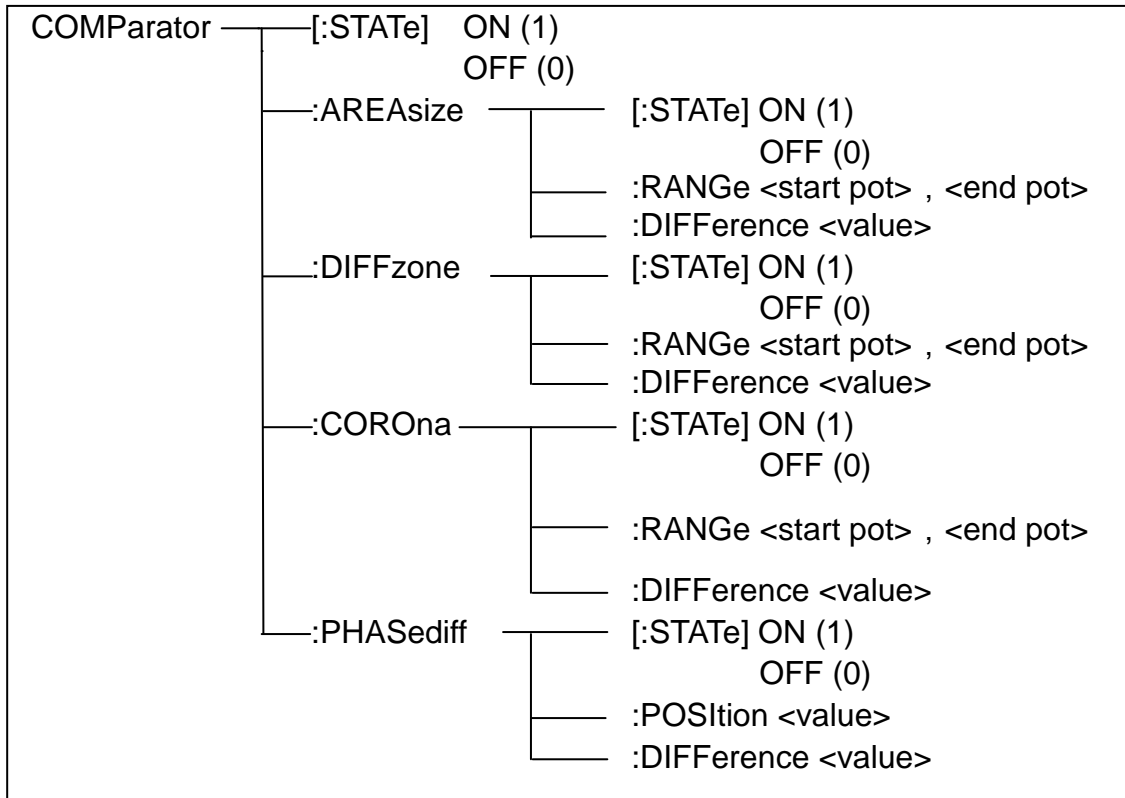 COMParator [:STATe] ON (1)
OFF (0)
:AREAsize [:STATe] ON (1)
OFF (0)
:RANGe <start pot> , <end pot>
:DIFFerence <value>
:DIFFzone [:STATe] ON (1)
OFF (0)
:RANGe <start pot> , <end pot>
:DIFFerence <value>
:COROna [:STATe] ON (1)
OFF (0)
:RANGe <start pot> , <end pot>
:DIFFerence <value>
:PHASediff [:STATe] ON (1)
OFF (0)
:POSItion <value>
:DIFFerence <value>